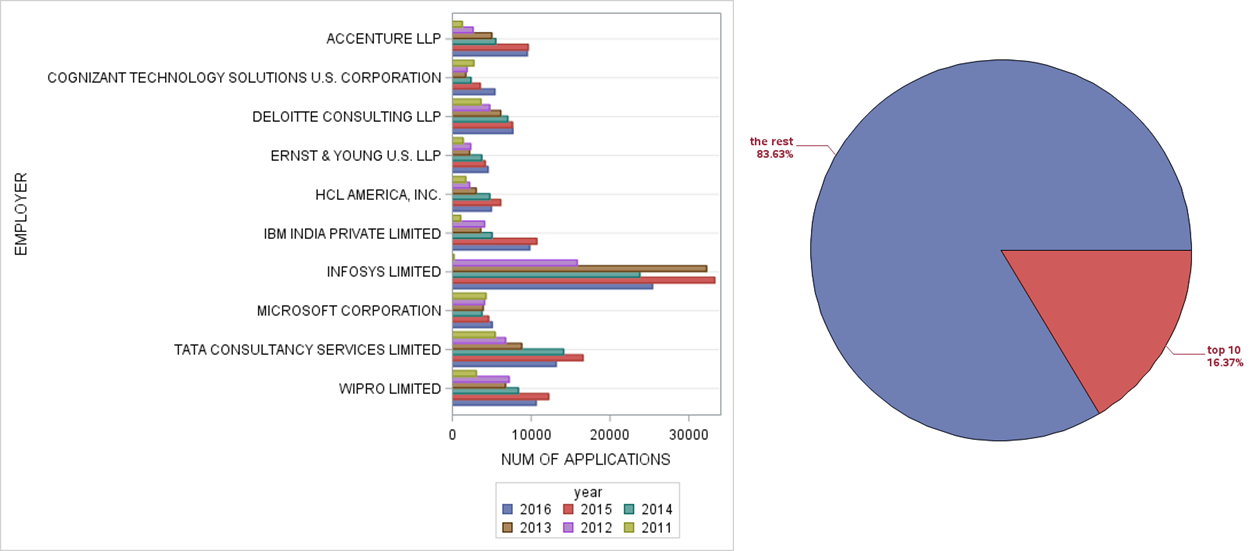 EMPLOYER
ACCENTURE LLP
COGNIZANT TECHNOLOGY SOLUTIONS U.S. CORPORATION
DELOITTE CONSULTING LLP
ERNST & YOUNG U.S. LLP
HCL AMERICA, INC.
IBM INDIA PRIVATE LIMITED
INFOSYS LIMITED
MICROSOFT CORPORATION
TATA CONSULTANCY SERVICES LIMITED
WIPRO LIMITED
0 10000 20000 30000
NUM OF APPLICATIONS
year
2016 2015 2014
2013 2012 2011
the rest
83.63%
top 10
16.37%